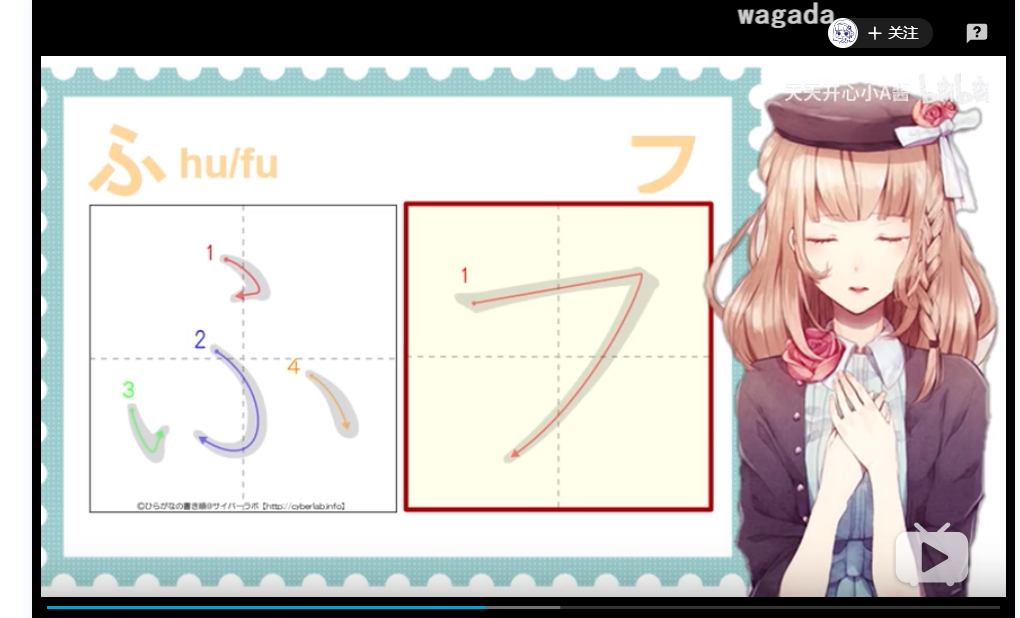 wagada
+ 关注
?
天天开心小A酱 bilibili
ふ hu/fu
フ
1
2
3
4
1
©ひらがなの書き順@サイバーラボ【http://cyberlab.info】